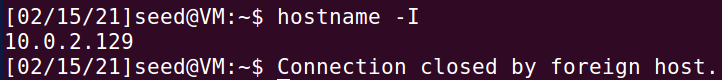 [02/15/21]seed@VM:~$ hostname -I
10.0.2.129
[02/15/21]seed@VM:~$ Connection closed by foreign host.